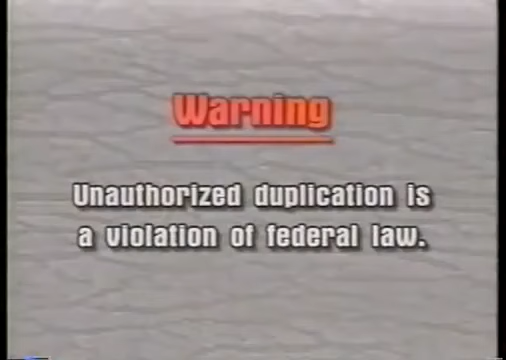 Warning
Unauthorized duplication is
a violation of federal law.